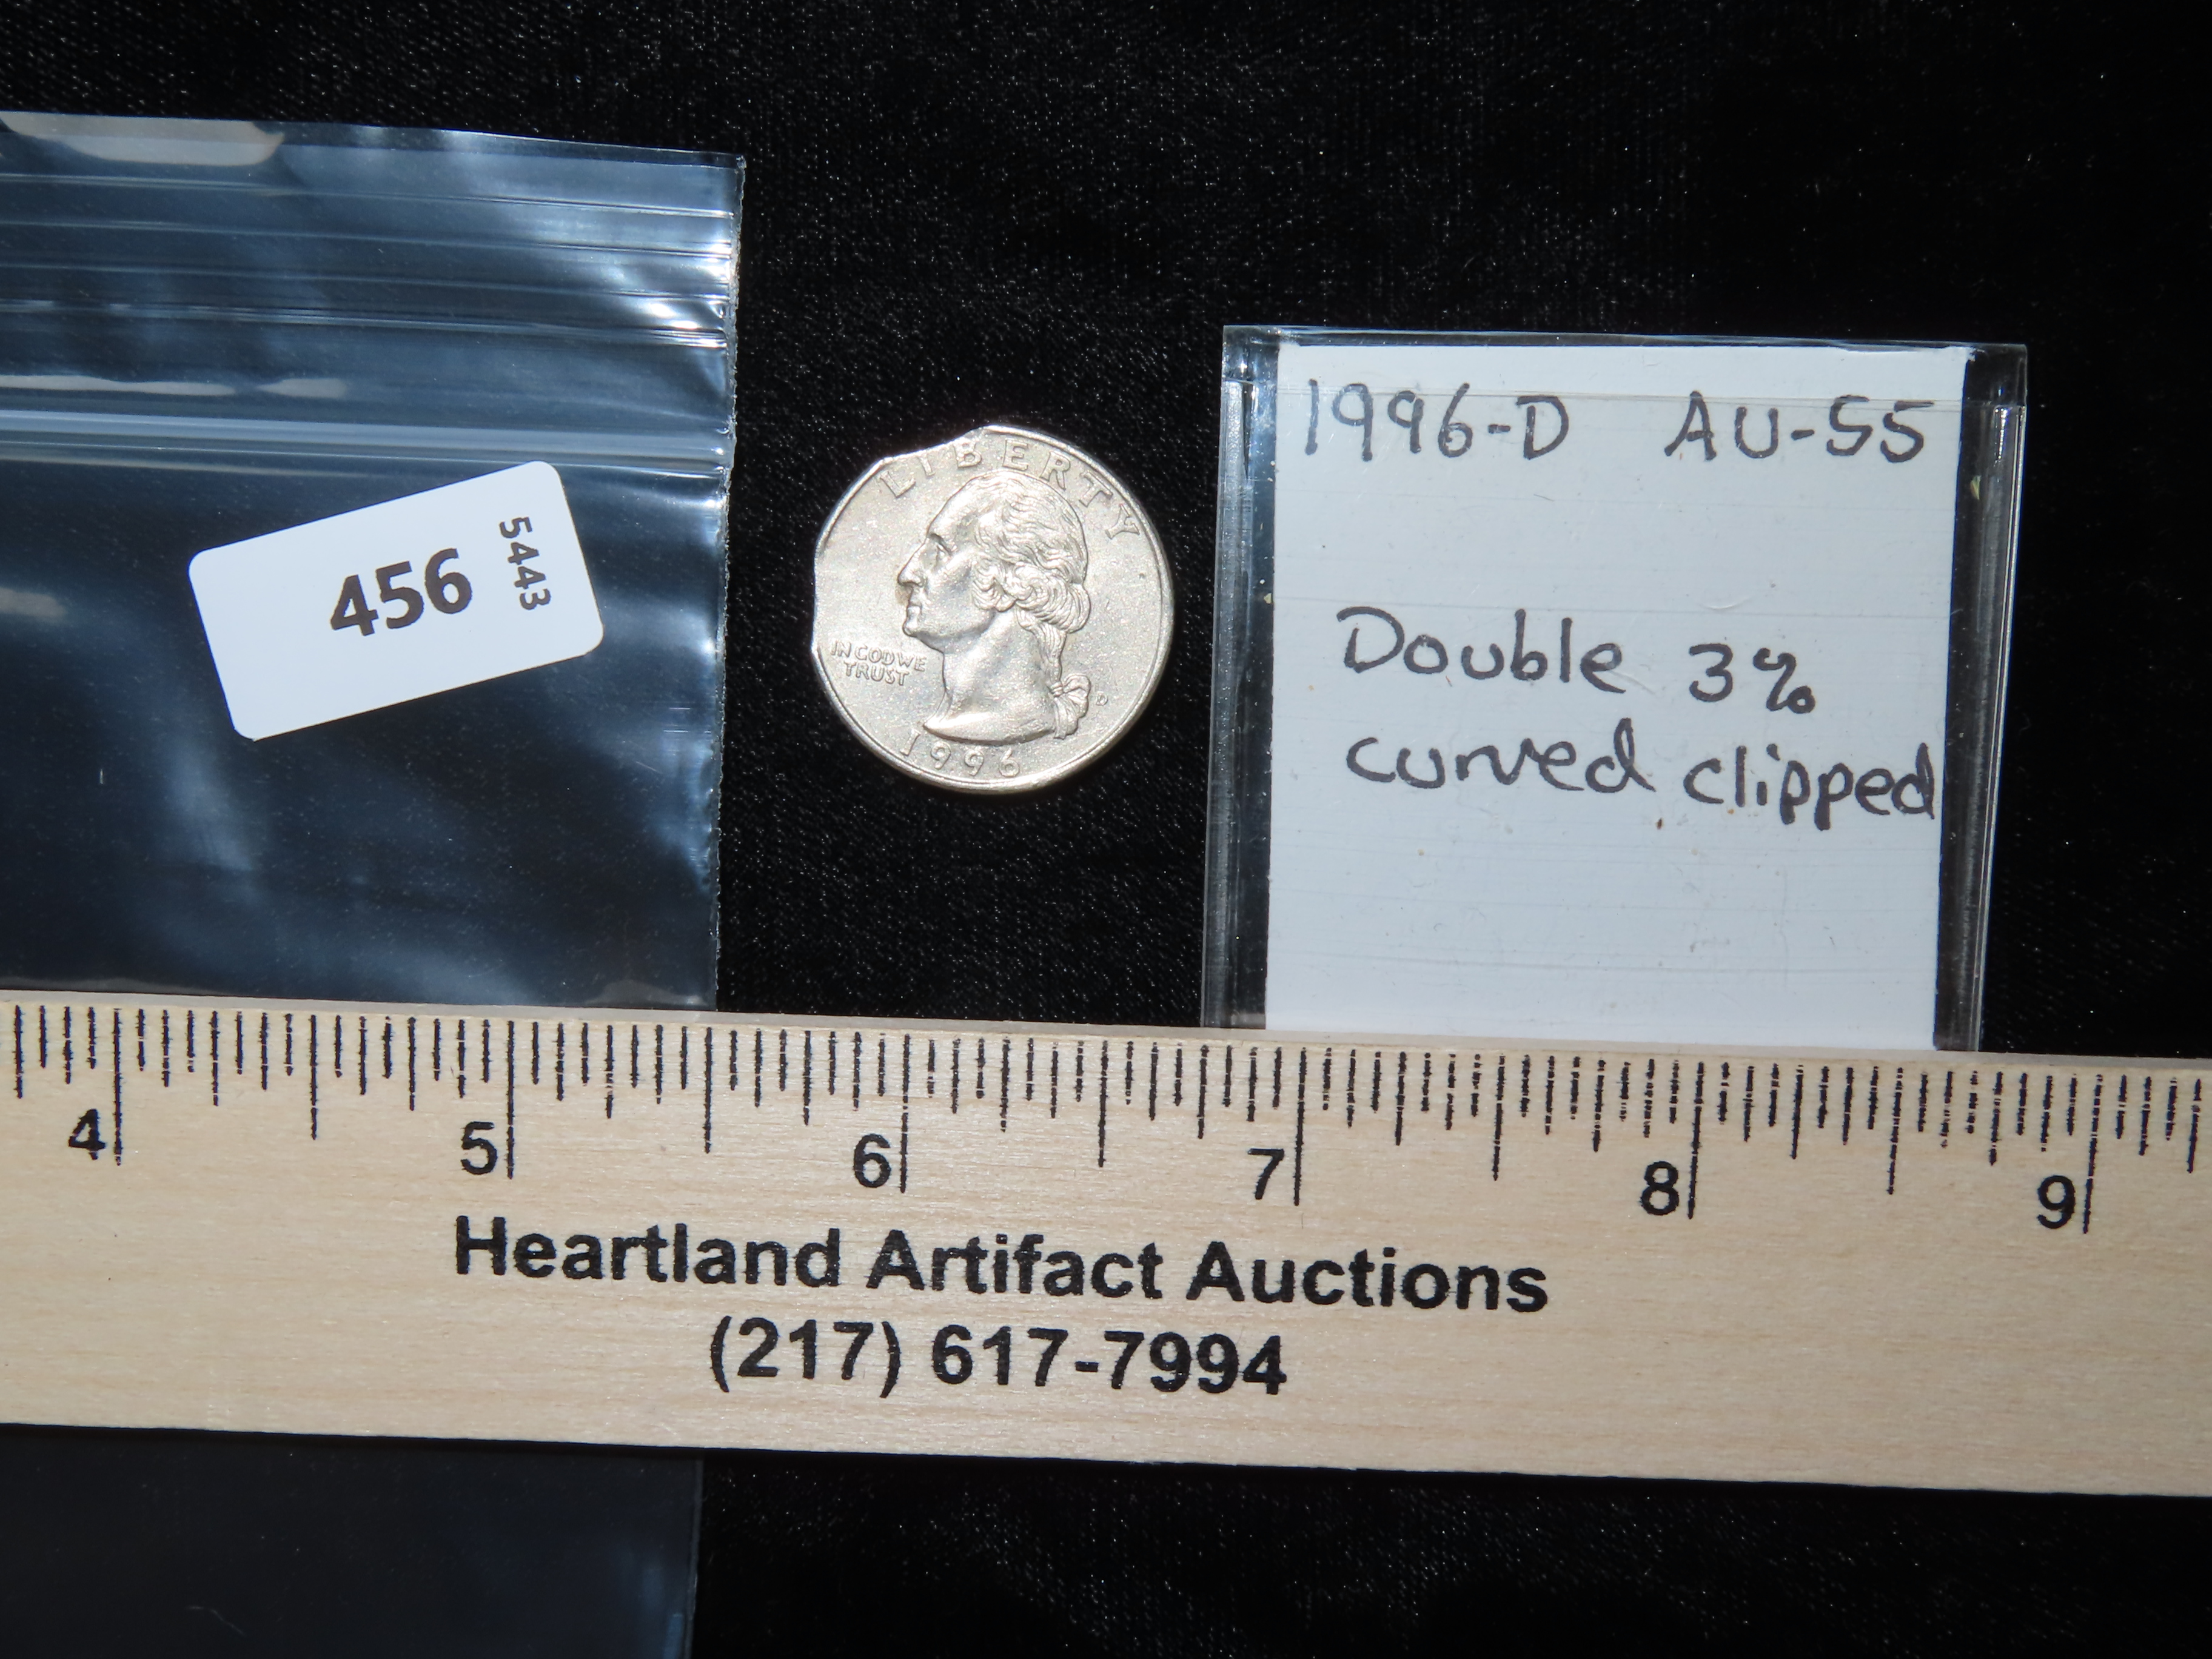 456
5443
LIBERTY
IN GOD WE
TRUST
D
1996
1996-D AU-55
Double 3%
curved clipped
4 5 6 7 8 9
Heartland Artifact Auctions
(217) 617-7994